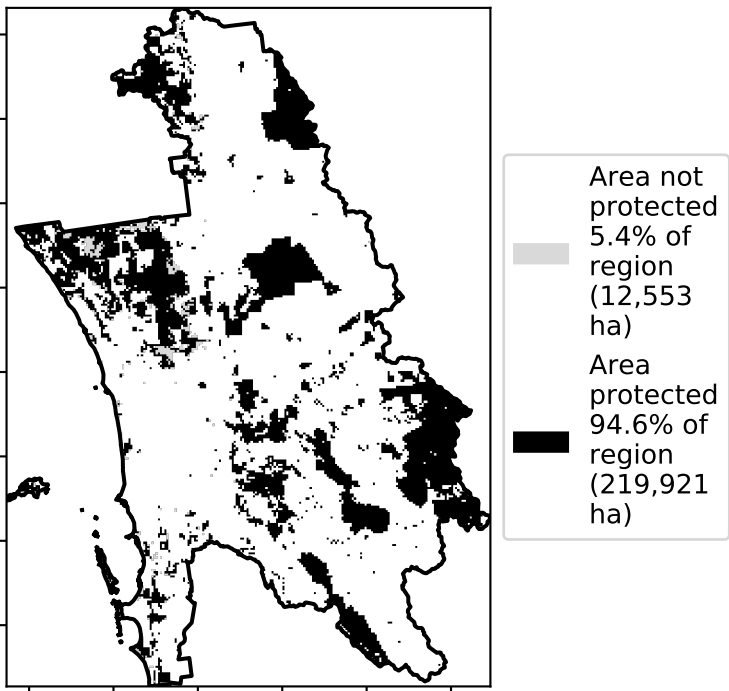 Area not
protected
5.4% of
region
(12,553
ha)
Area
protected
94.6% of
region
(219,921
ha)